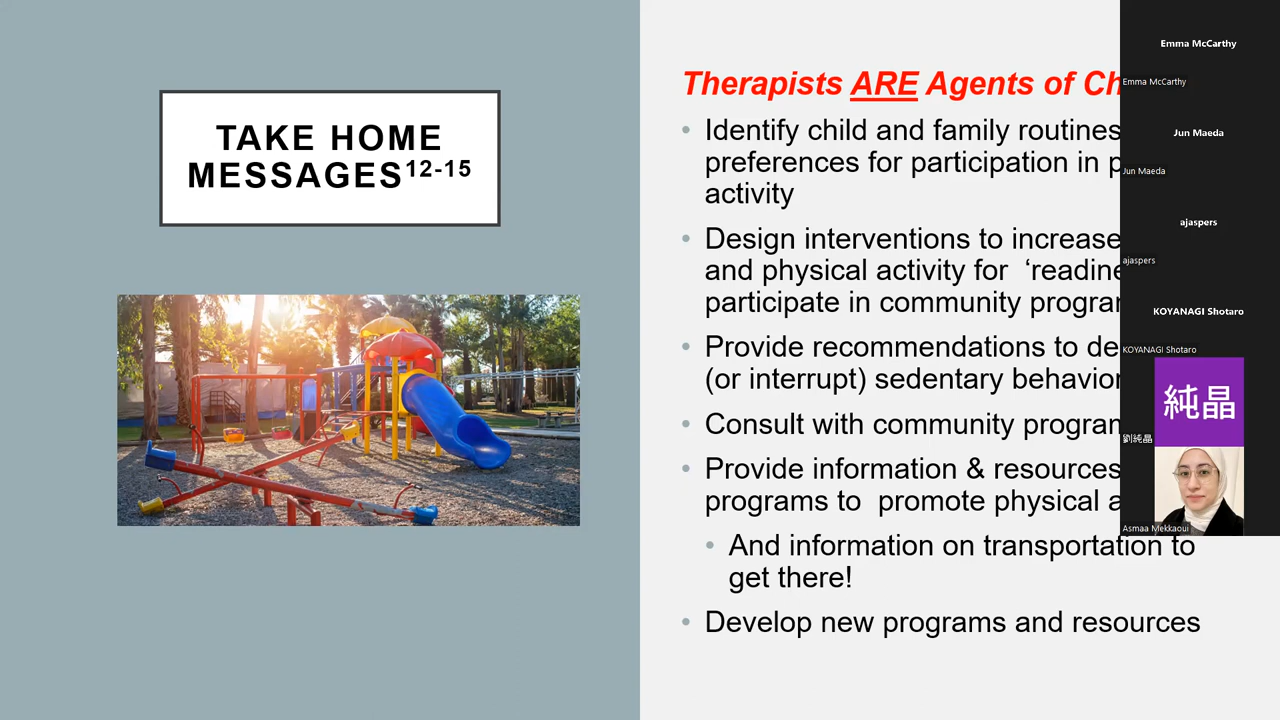 TAKE HOME
MESSAGES12-15
Therapists ARE Agents of Ch
• Identify child and family routines
preferences for participation in p
activity
• Design interventions to increase
and physical activity for ‘readine
participate in community progra
• Provide recommendations to de
(or interrupt) sedentary behavior
• Consult with community program
• Provide information & resources
programs to promote physical a
• And information on transportation to
get there!
• Develop new programs and resources
Emma McCarthy
Emma McCarthy
Jun Maeda
Jun Maeda
ajaspers
ajaspers
KOYANAGI Shotaro
KOYANAGI Shotaro
純晶
劉純晶
Asmaa Mekkaoui